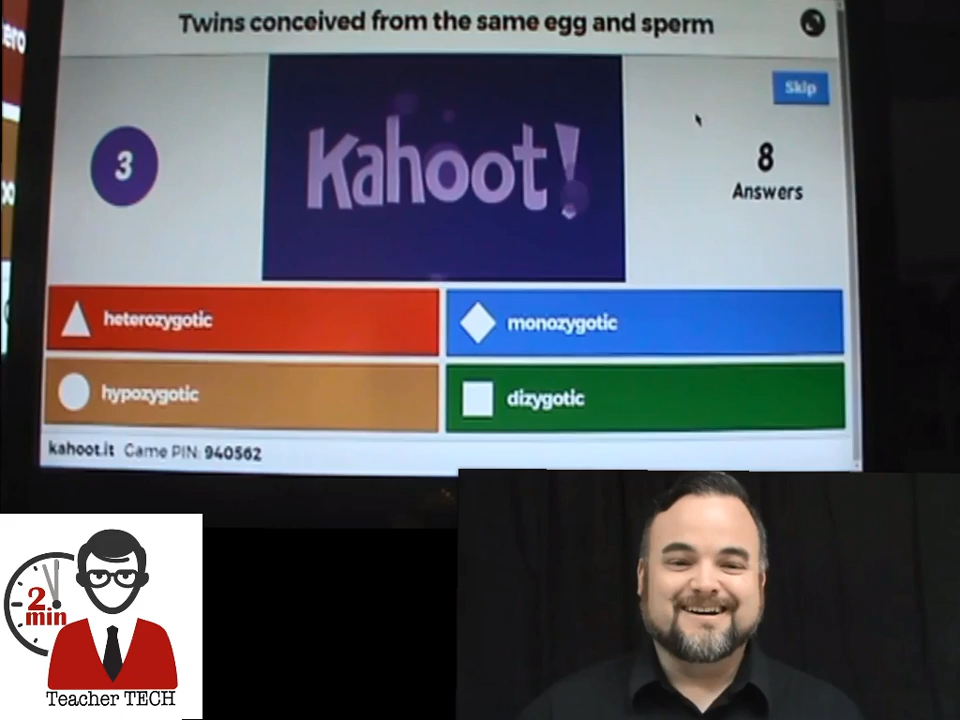 Twins conceived from the same egg and sperm
Skip
3
Kahoot!
8
Answers
heterozygotic
monozygotic
hypozygotic
dizygotic
kahoot.it Game PIN: 940562
2
min
Teacher TECH